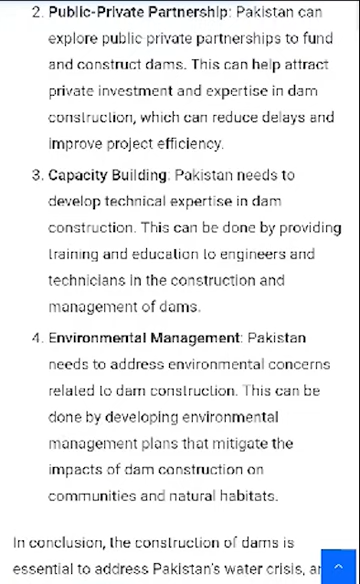 2. Public-Private Partnership: Pakistan can
explore public private partnerships to fund
and construct dams. This can help attract
private investment and expertise in dam
construction, which can reduce delays and
improve project efficiency.
3. Capacity Building: Pakistan needs to
develop technical expertise in dam
construction. This can be done by providing
training and education to engineers and
technicians in the construction and
management of dams.
4. Environmental Management: Pakistan
needs to address environmental concerns
related to dam construction. This can be
done by developing environmental
management plans that mitigate the
impacts of dam construction on
communities and natural habitats.
In conclusion, the construction of dams is
essential to address Pakistan's water crisis,